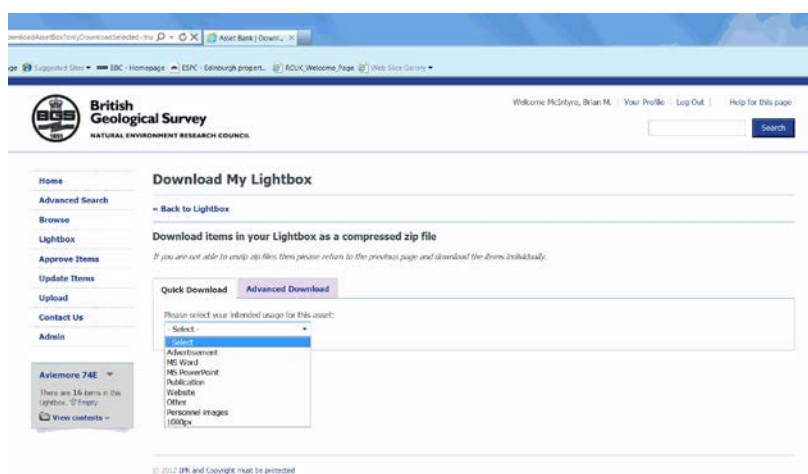 Asset Bank | Downl...
Suggested Sites BBC - Homepage ESPC - Edinburgh propert... RCUK_Welcome_Page Web Slice Gallery
BGS
1835
British
Geological Survey
NATURAL ENVIRONMENT RESEARCH COUNCIL
Welcome McIntyre, Brian M. | Your Profile | Log Out | Help for this page
Search
Home
Advanced Search
Browse
Lightbox
Approve Items
Update Items
Upload
Contact Us
Admin
Aviemore 74E
There are 16 items in this
Lightbox. Empty
View contents »
Download My Lightbox
« Back to Lightbox
Download items in your Lightbox as a compressed zip file
If you are not able to unzip zip files then please return to the previous page and download the items individually.
Quick Download Advanced Download
Please select your intended usage for this asset:
- Select -
- Select -
Advertisement
MS Word
MS PowerPoint
Publication
Website
Other
Personnel images
1000px
© 2012 IPR and Copyright must be protected